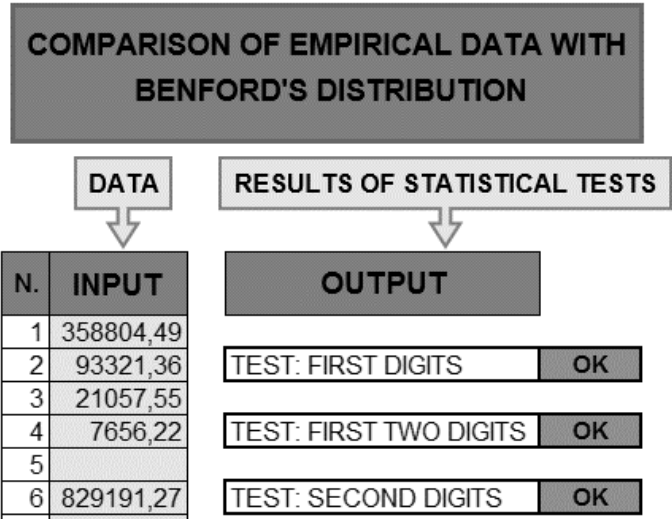 COMPARISON OF EMPIRICAL DATA WITH
BENFORD'S DISTRIBUTION
DATA
RESULTS OF STATISTICAL TESTS
N. INPUT
OUTPUT
1 358804,49
2 93321,36
TEST: FIRST DIGITS OK
3 21057,55
4 7656,22
TEST: FIRST TWO DIGITS OK
5
6 829191,27
TEST: SECOND DIGITS OK